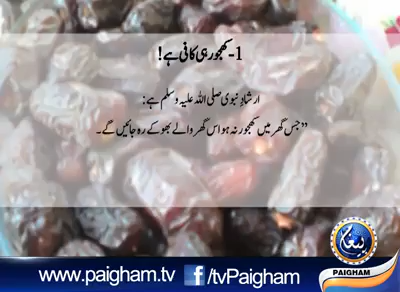 1- کھجور ہی کافی ہے!
ارشادِ نبوی صلی اللہ علیہ وسلم ہے:
”جس گھر میں کھجور نہ ہو اس گھر والے بھوکے رہ جائیں گے۔
پیغام
PAIGHAM
www.paigham.tv f /tvPaigham